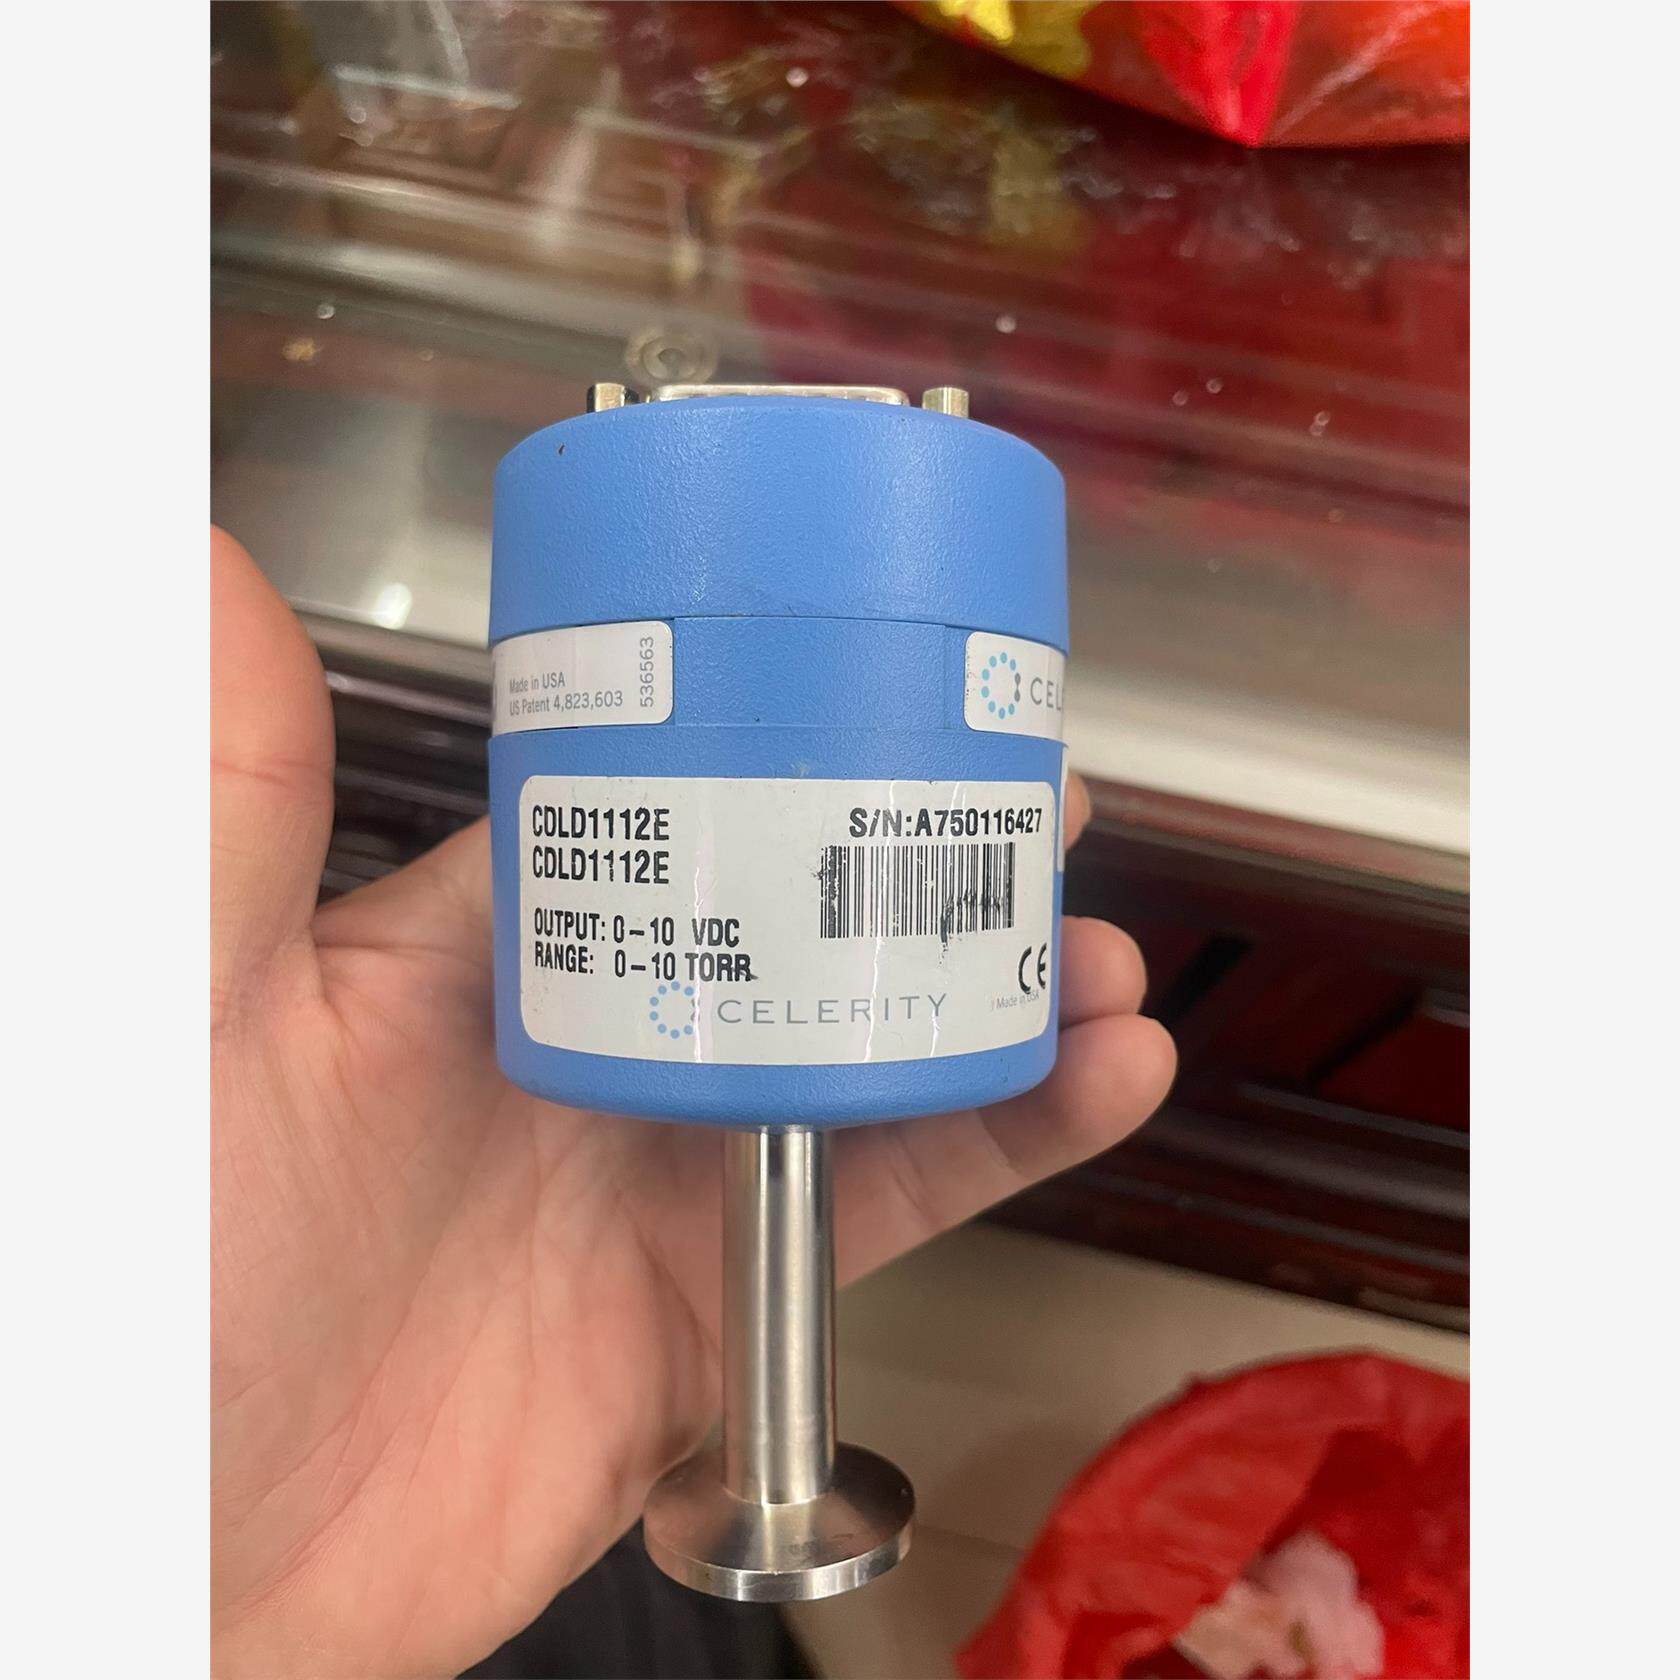 Made in USA
US Patent 4,823,603
536563
CEL
CDLD1112E
CDLD1112E
S/N:A750116427
OUTPUT: 0-10 VDC
RANGE: 0-10 TORR
CE
Made in USA
CELERITY